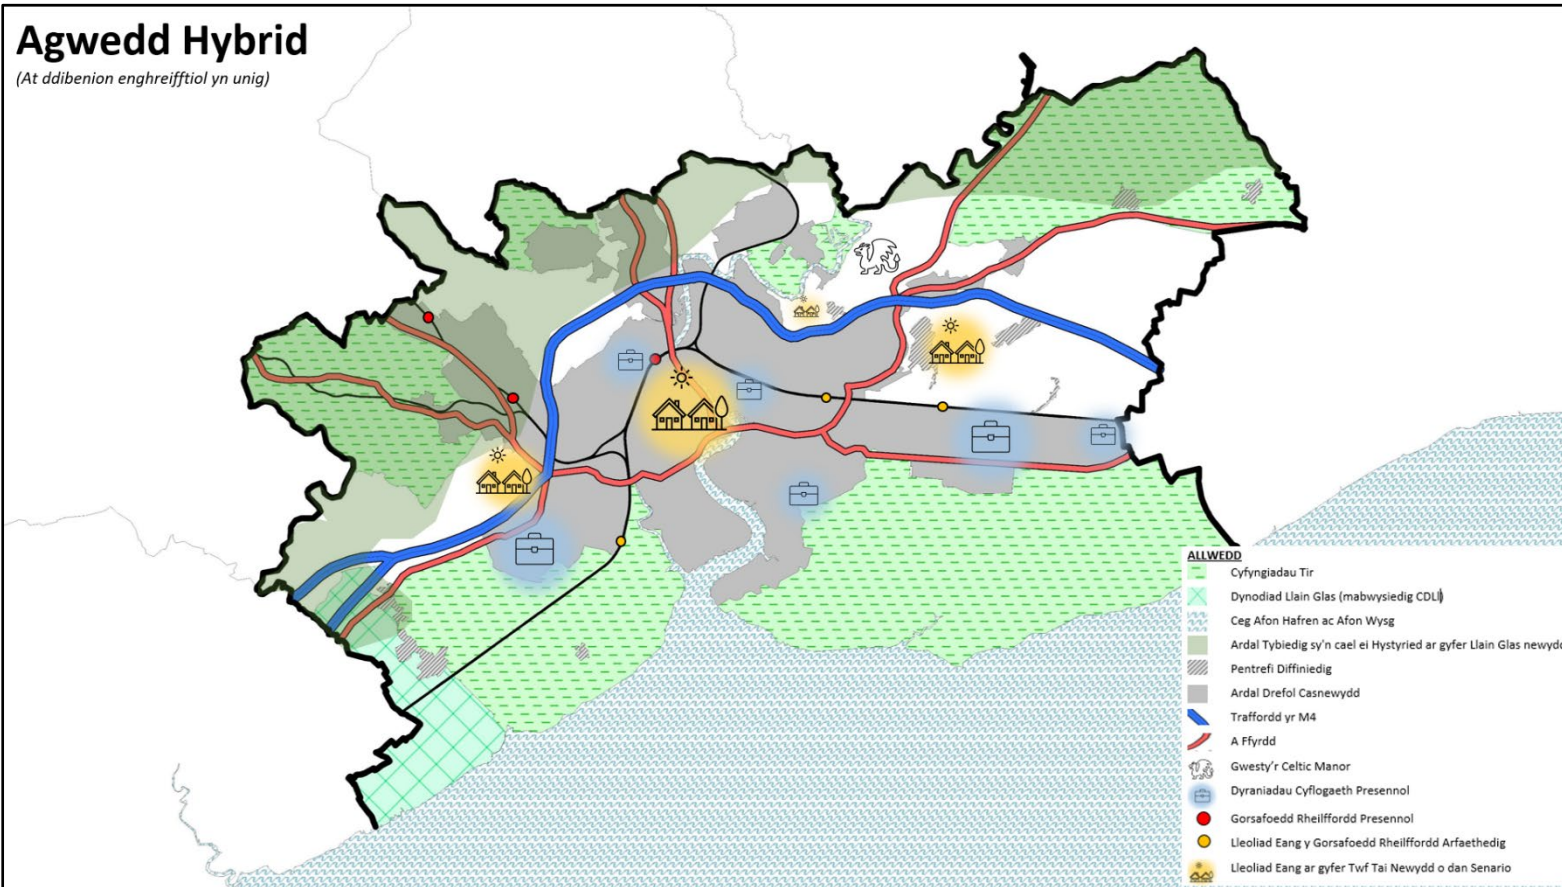 Agwedd Hybrid
(At ddibenion enghreifftiol yn unig)
ALLWEDD
Cyfyngiadau Tir
Dynodiad Llain Glas (mabwysiedig CDLl)
Ceg Afon Hafren ac Afon Wysg
Ardal Tybiedig sy'n cael ei Hystyried ar gyfer Llain Glas newydd
Pentrefi Diffiniedig
Ardal Drefol Casnewydd
Traffordd yr M4
A Ffyrdd
Gwesty'r Celtic Manor
Dyraniadau Cyflogaeth Presennol
Gorsafoedd Rheilffordd Presennol
Lleoliad Eang y Gorsafoedd Rheilffordd Arfaethedig
Lleoliad Eang ar gyfer Twf Tai Newydd o dan Senario